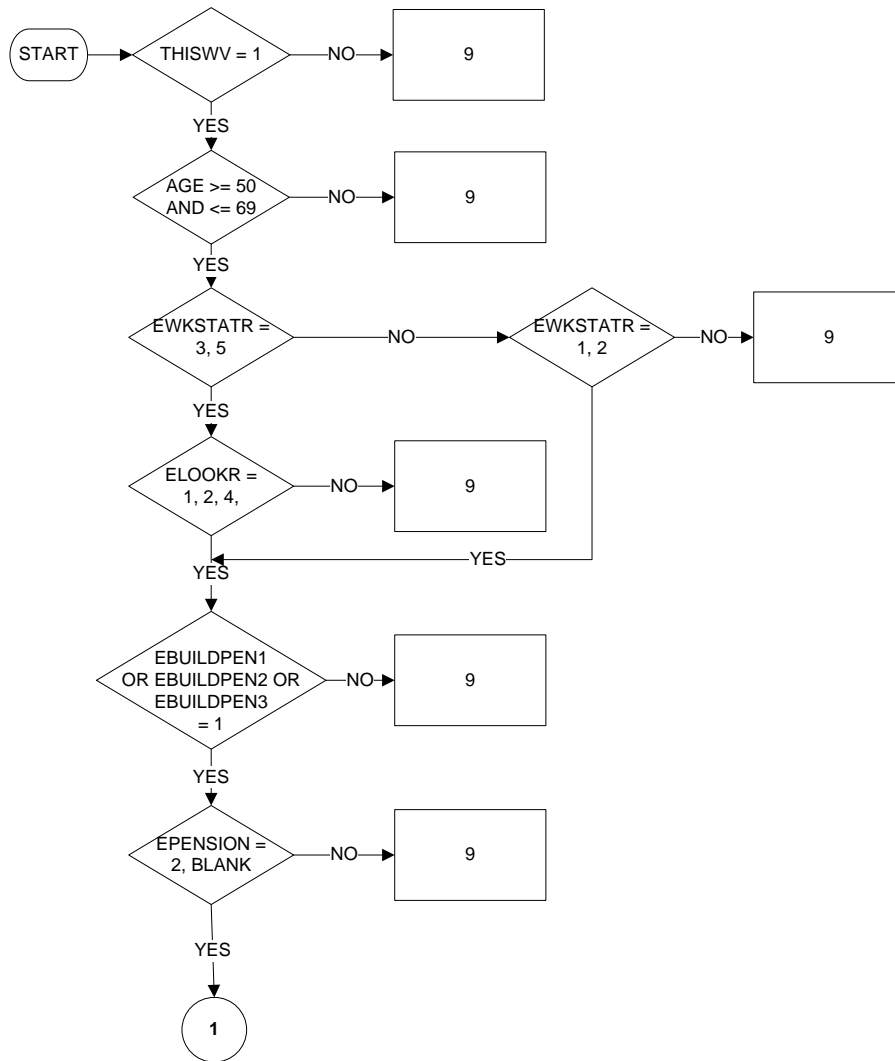 START
THISWV = 1
NO
9
YES
AGE >= 50
AND <= 69
NO
9
YES
EWKSTATR =
3, 5
NO
EWKSTATR =
1, 2
NO
9
YES
ELOOKR =
1, 2, 4,
NO
9
YES
YES
EBUILDPEN1
OR EBUILDPEN2 OR
EBUILDPEN3
= 1
NO
9
YES
EPENSION =
2, BLANK
NO
9
YES
1